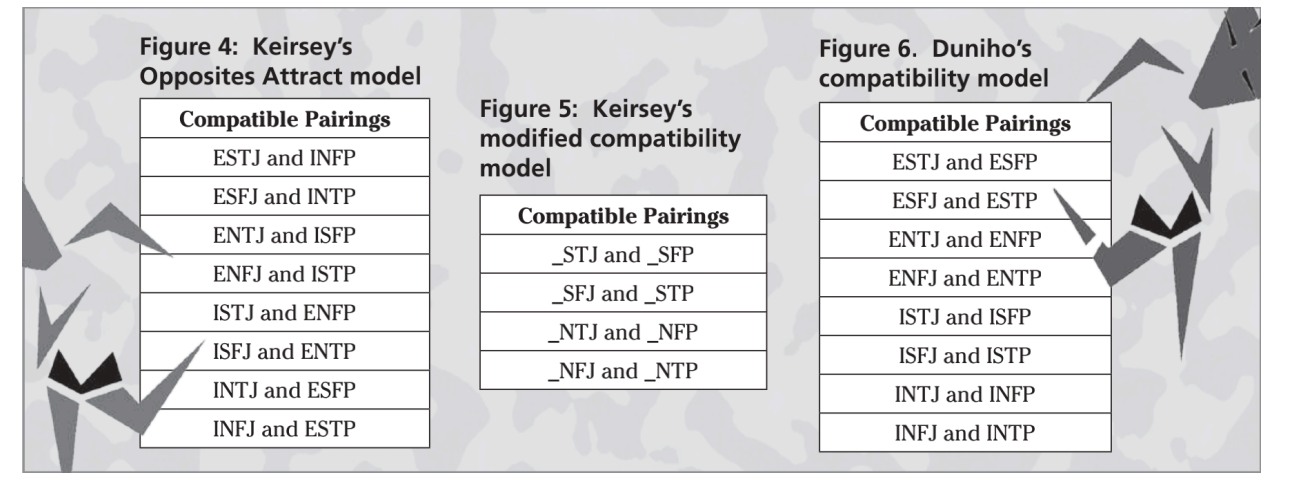 Figure 4: Keirsey's
Opposites Attract model
Compatible Pairings
ESTJ and INFP
ESFJ and INTP
ENTJ and ISFP
ENFJ and ISTP
ISTJ and ENFP
ISFJ and ENTP
INTJ and ESFP
INFJ and ESTP
Figure 5: Keirsey's
modified compatibility
model
Compatible Pairings
_STJ and _SFP
_SFJ and _STP
_NTJ and _NFP
_NFJ and _NTP
Figure 6. Duniho's
compatibility model
Compatible Pairings
ESTJ and ESFP
ESFJ and ESTP
ENTJ and ENFP
ENFJ and ENTP
ISTJ and ISFP
ISFJ and ISTP
INTJ and INFP
INFJ and INTP